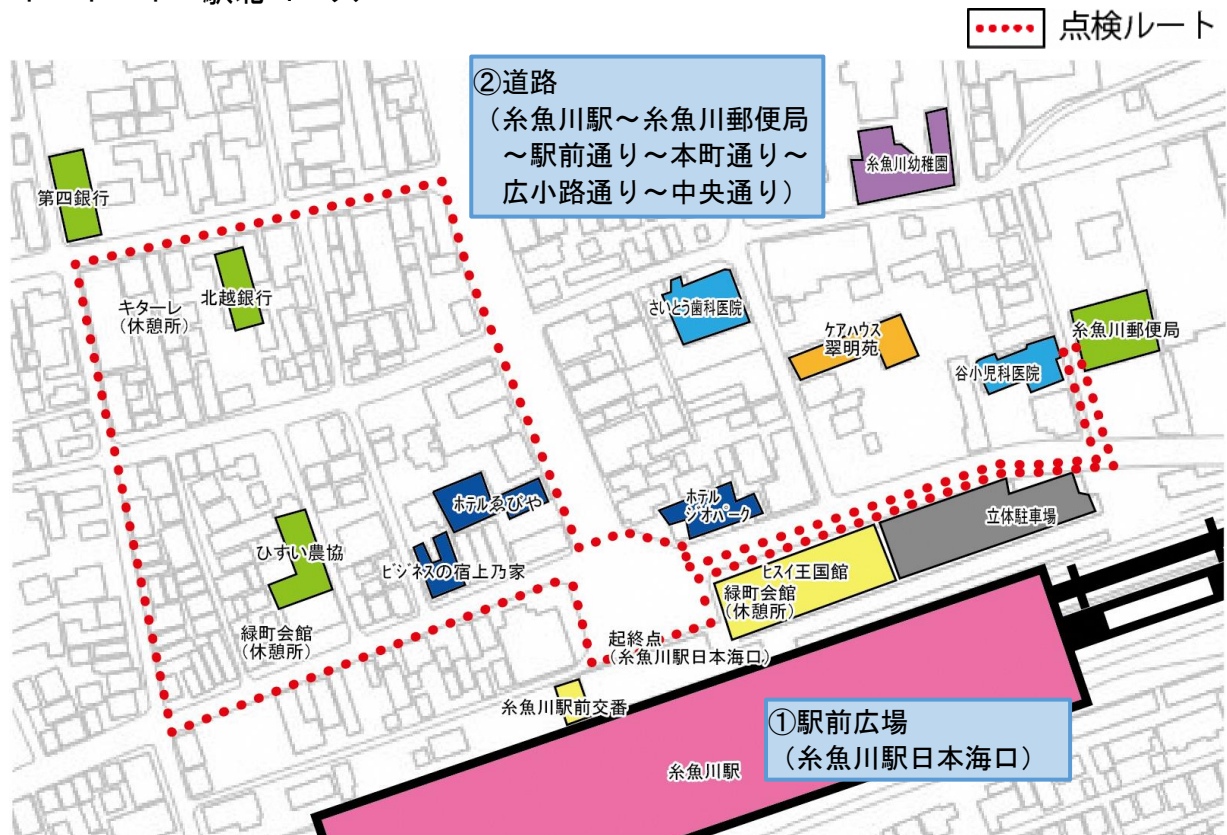 点検ルート
②道路
（糸魚川駅～糸魚川郵便局
～駅前通り～本町通り～
広小路通り～中央通り）
糸魚川幼稚園
第四銀行
北越銀行
キターレ
（休憩所）
さいとう歯科医院
ケアハウス
翠明苑
糸魚川郵便局
谷小児科医院
ホテルゑびや
ホテル
ジオパーク
立体駐車場
ひすい農協
ビジネスの宿上乃家
ヒスイ王国館
緑町会館
（休憩所）
緑町会館
（休憩所）
起終点
（糸魚川駅日本海口）
糸魚川駅前交番
①駅前広場
（糸魚川駅日本海口）
糸魚川駅